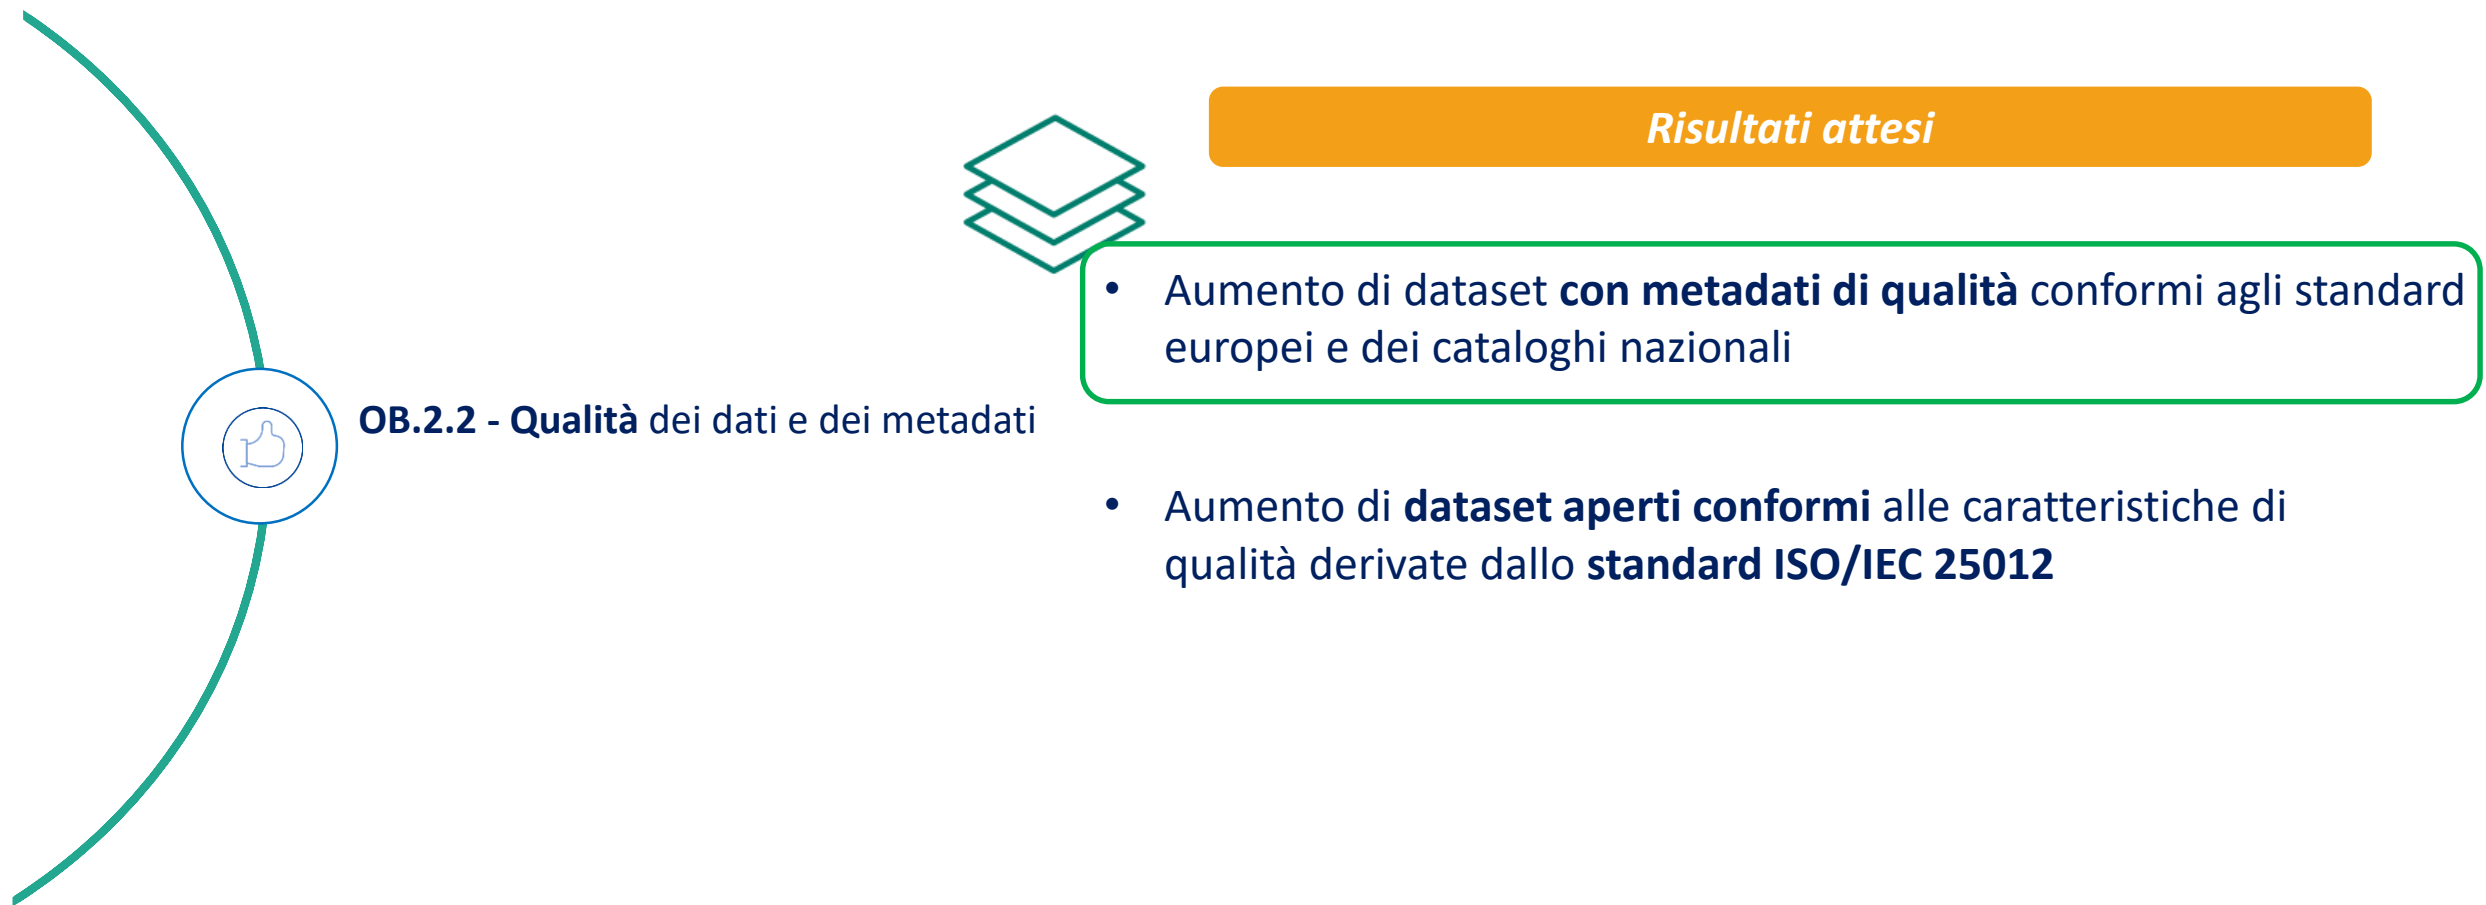 Risultati attesi
OB.2.2 - Qualità dei dati e dei metadati
• Aumento di dataset con metadati di qualità conformi agli standard
europei e dei cataloghi nazionali
• Aumento di dataset aperti conformi alle caratteristiche di
qualità derivate dallo standard ISO/IEC 25012